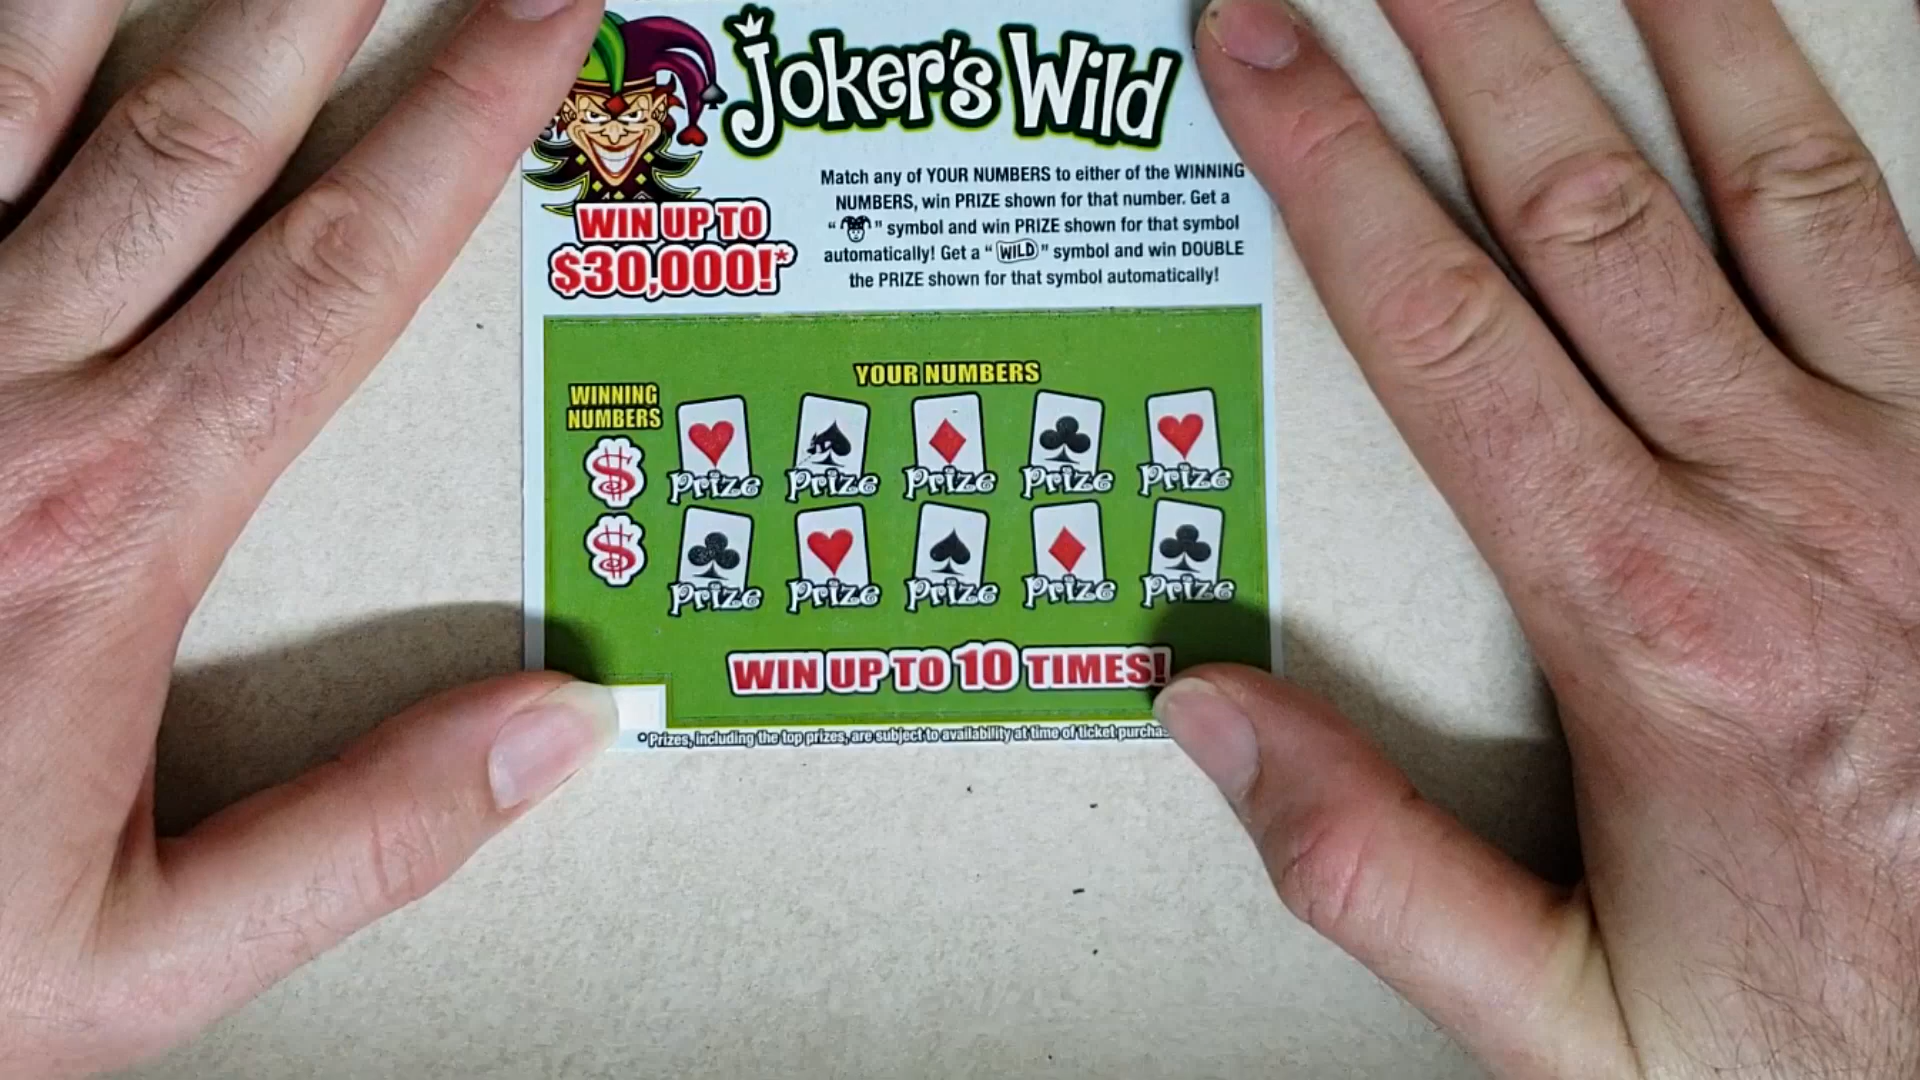 Joker's Wild
Match any of YOUR NUMBERS to either of the WINNING
NUMBERS, win PRIZE shown for that number. Get a
" " symbol and win PRIZE shown for that symbol
automatically! Get a "WILD" symbol and win DOUBLE
the PRIZE shown for that symbol automatically!
WIN UP TO
$30,000!*
YOUR NUMBERS
WINNING
NUMBERS
$ Prize Prize Prize Prize Prize
$ Prize Prize Prize Prize Prize
WIN UP TO 10 TIMES!
*Prizes, including the top prizes, are subject to availability at time of ticket